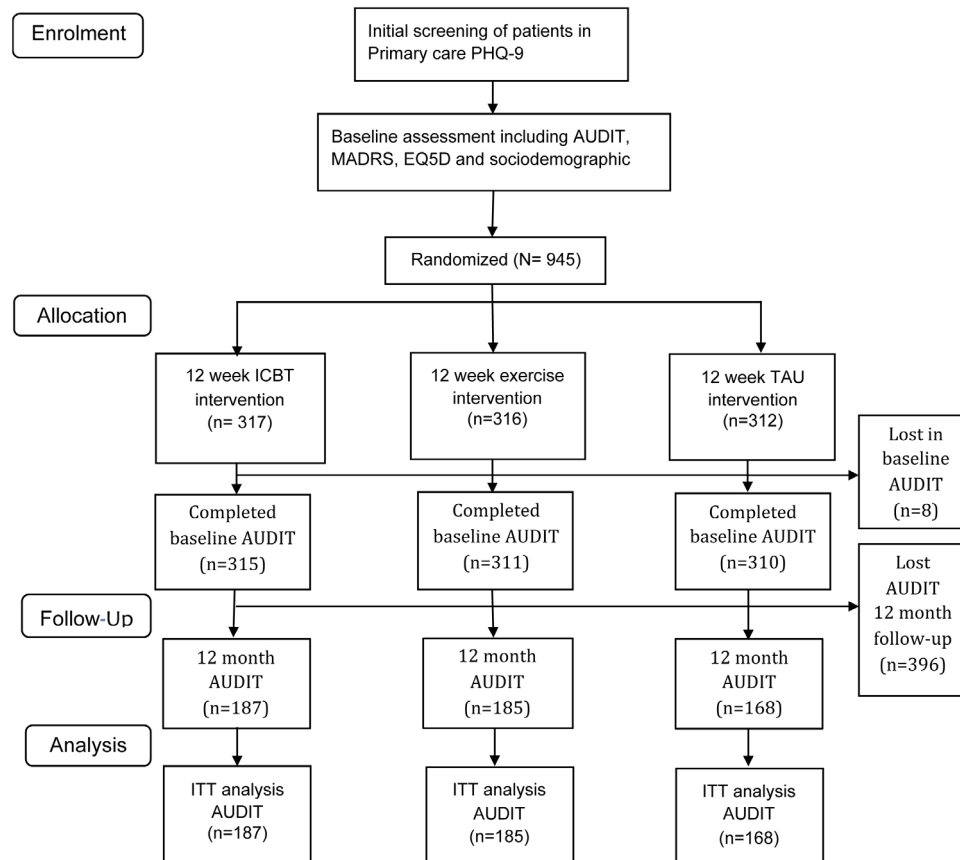 Enrolment
Initial screening of patients in
Primary care PHQ-9
Baseline assessment including AUDIT,
MADRS, EQ5D and sociodemographic
Randomized (N= 945)
Allocation
12 week ICBT
intervention
(n= 317)
12 week exercise
intervention
(n=316)
12 week TAU
intervention
(n=312)
Lost in
baseline
AUDIT
(n=8)
Completed
baseline AUDIT
(n=315)
Completed
baseline AUDIT
(n=311)
Completed
baseline AUDIT
(n=310)
Lost
AUDIT
12 month
follow-up
(n=396)
Follow-Up
12 month
AUDIT
(n=187)
12 month
AUDIT
(n=185)
12 month
AUDIT
(n=168)
Analysis
ITT analysis
AUDIT
(n=187)
ITT analysis
AUDIT
(n=185)
ITT analysis
AUDIT
(n=168)